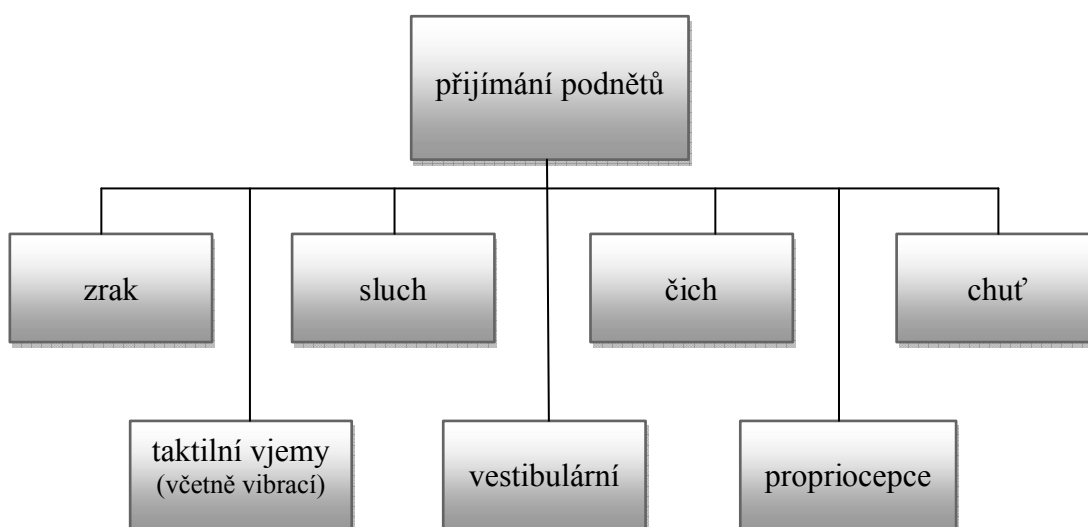 přijímání podnětů
zrak
sluch
čich
chuť
taktilní vjemy
(včetně vibrací)
vestibulární
propriocepce